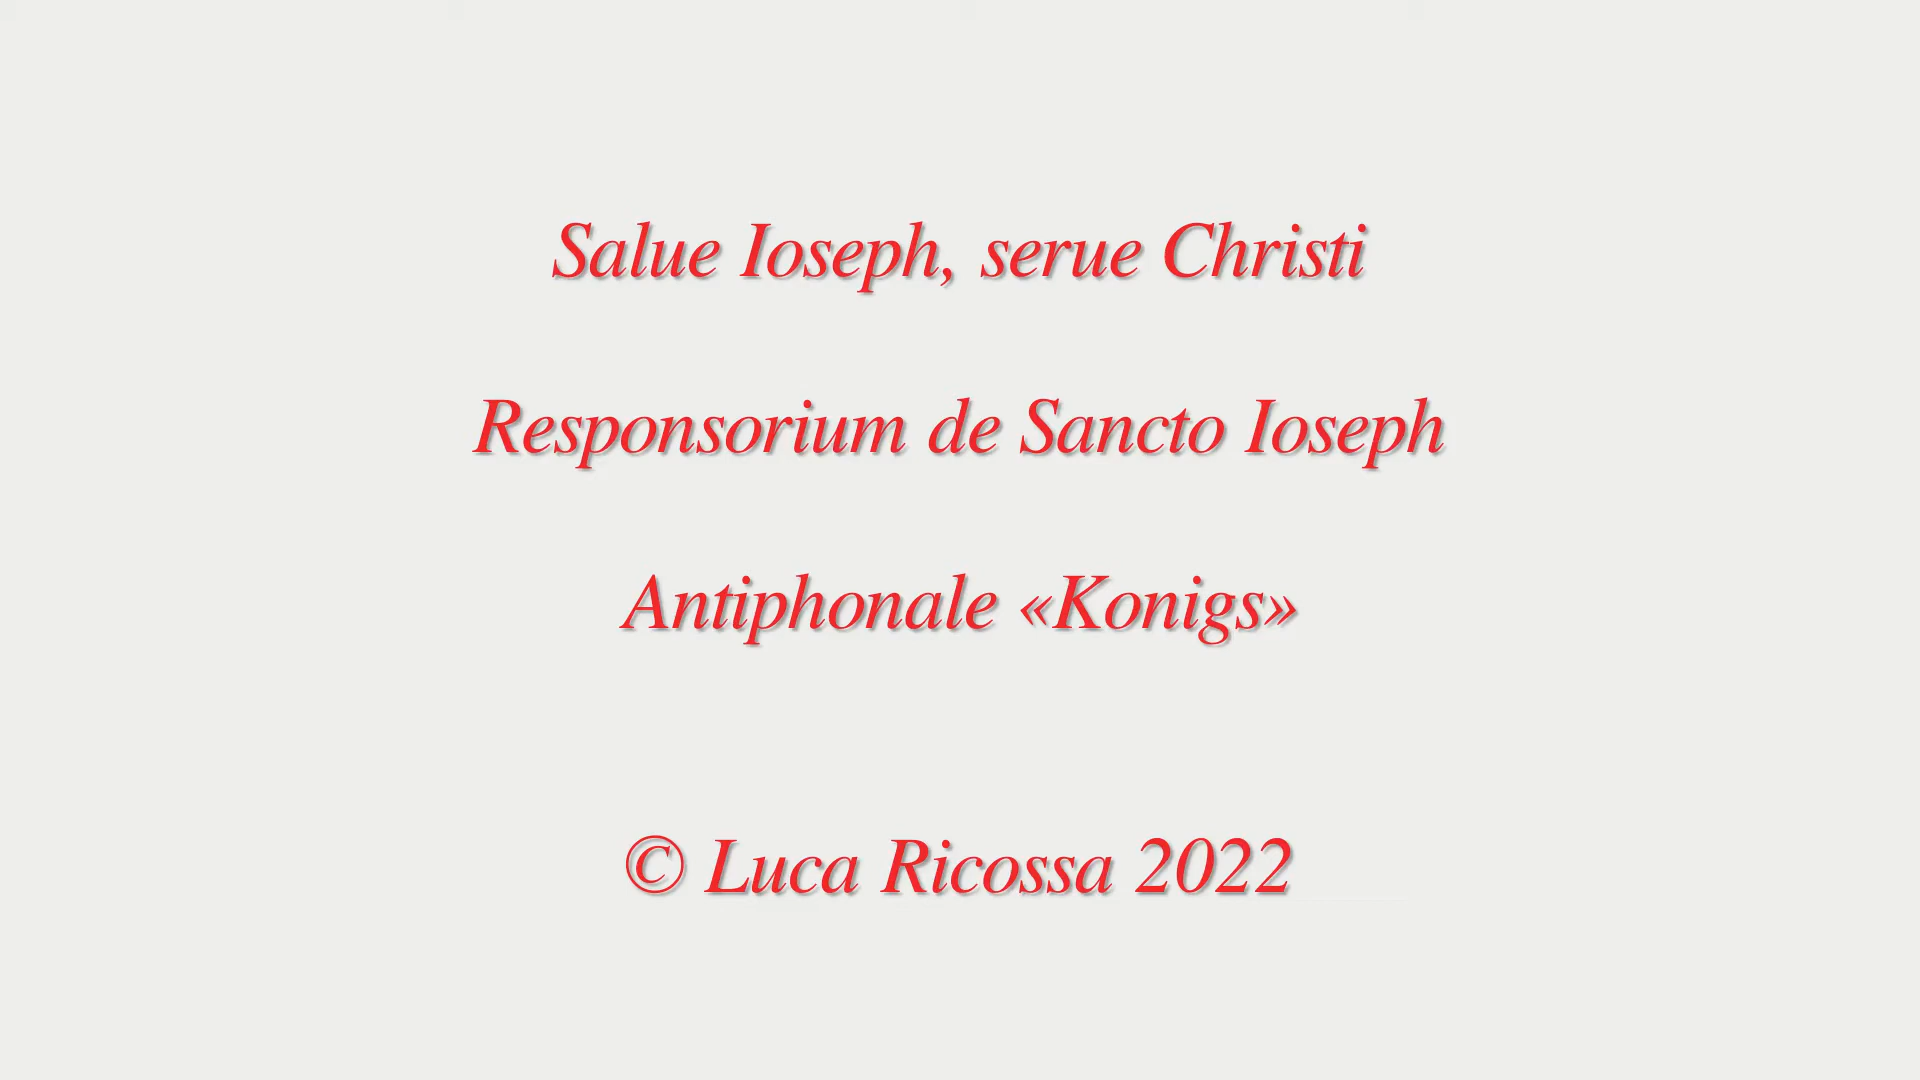 Salue Ioseph, serue Christi
Responsorium de Sancto Ioseph
Antiphonale «Konigs»
© Luca Ricossa 2022